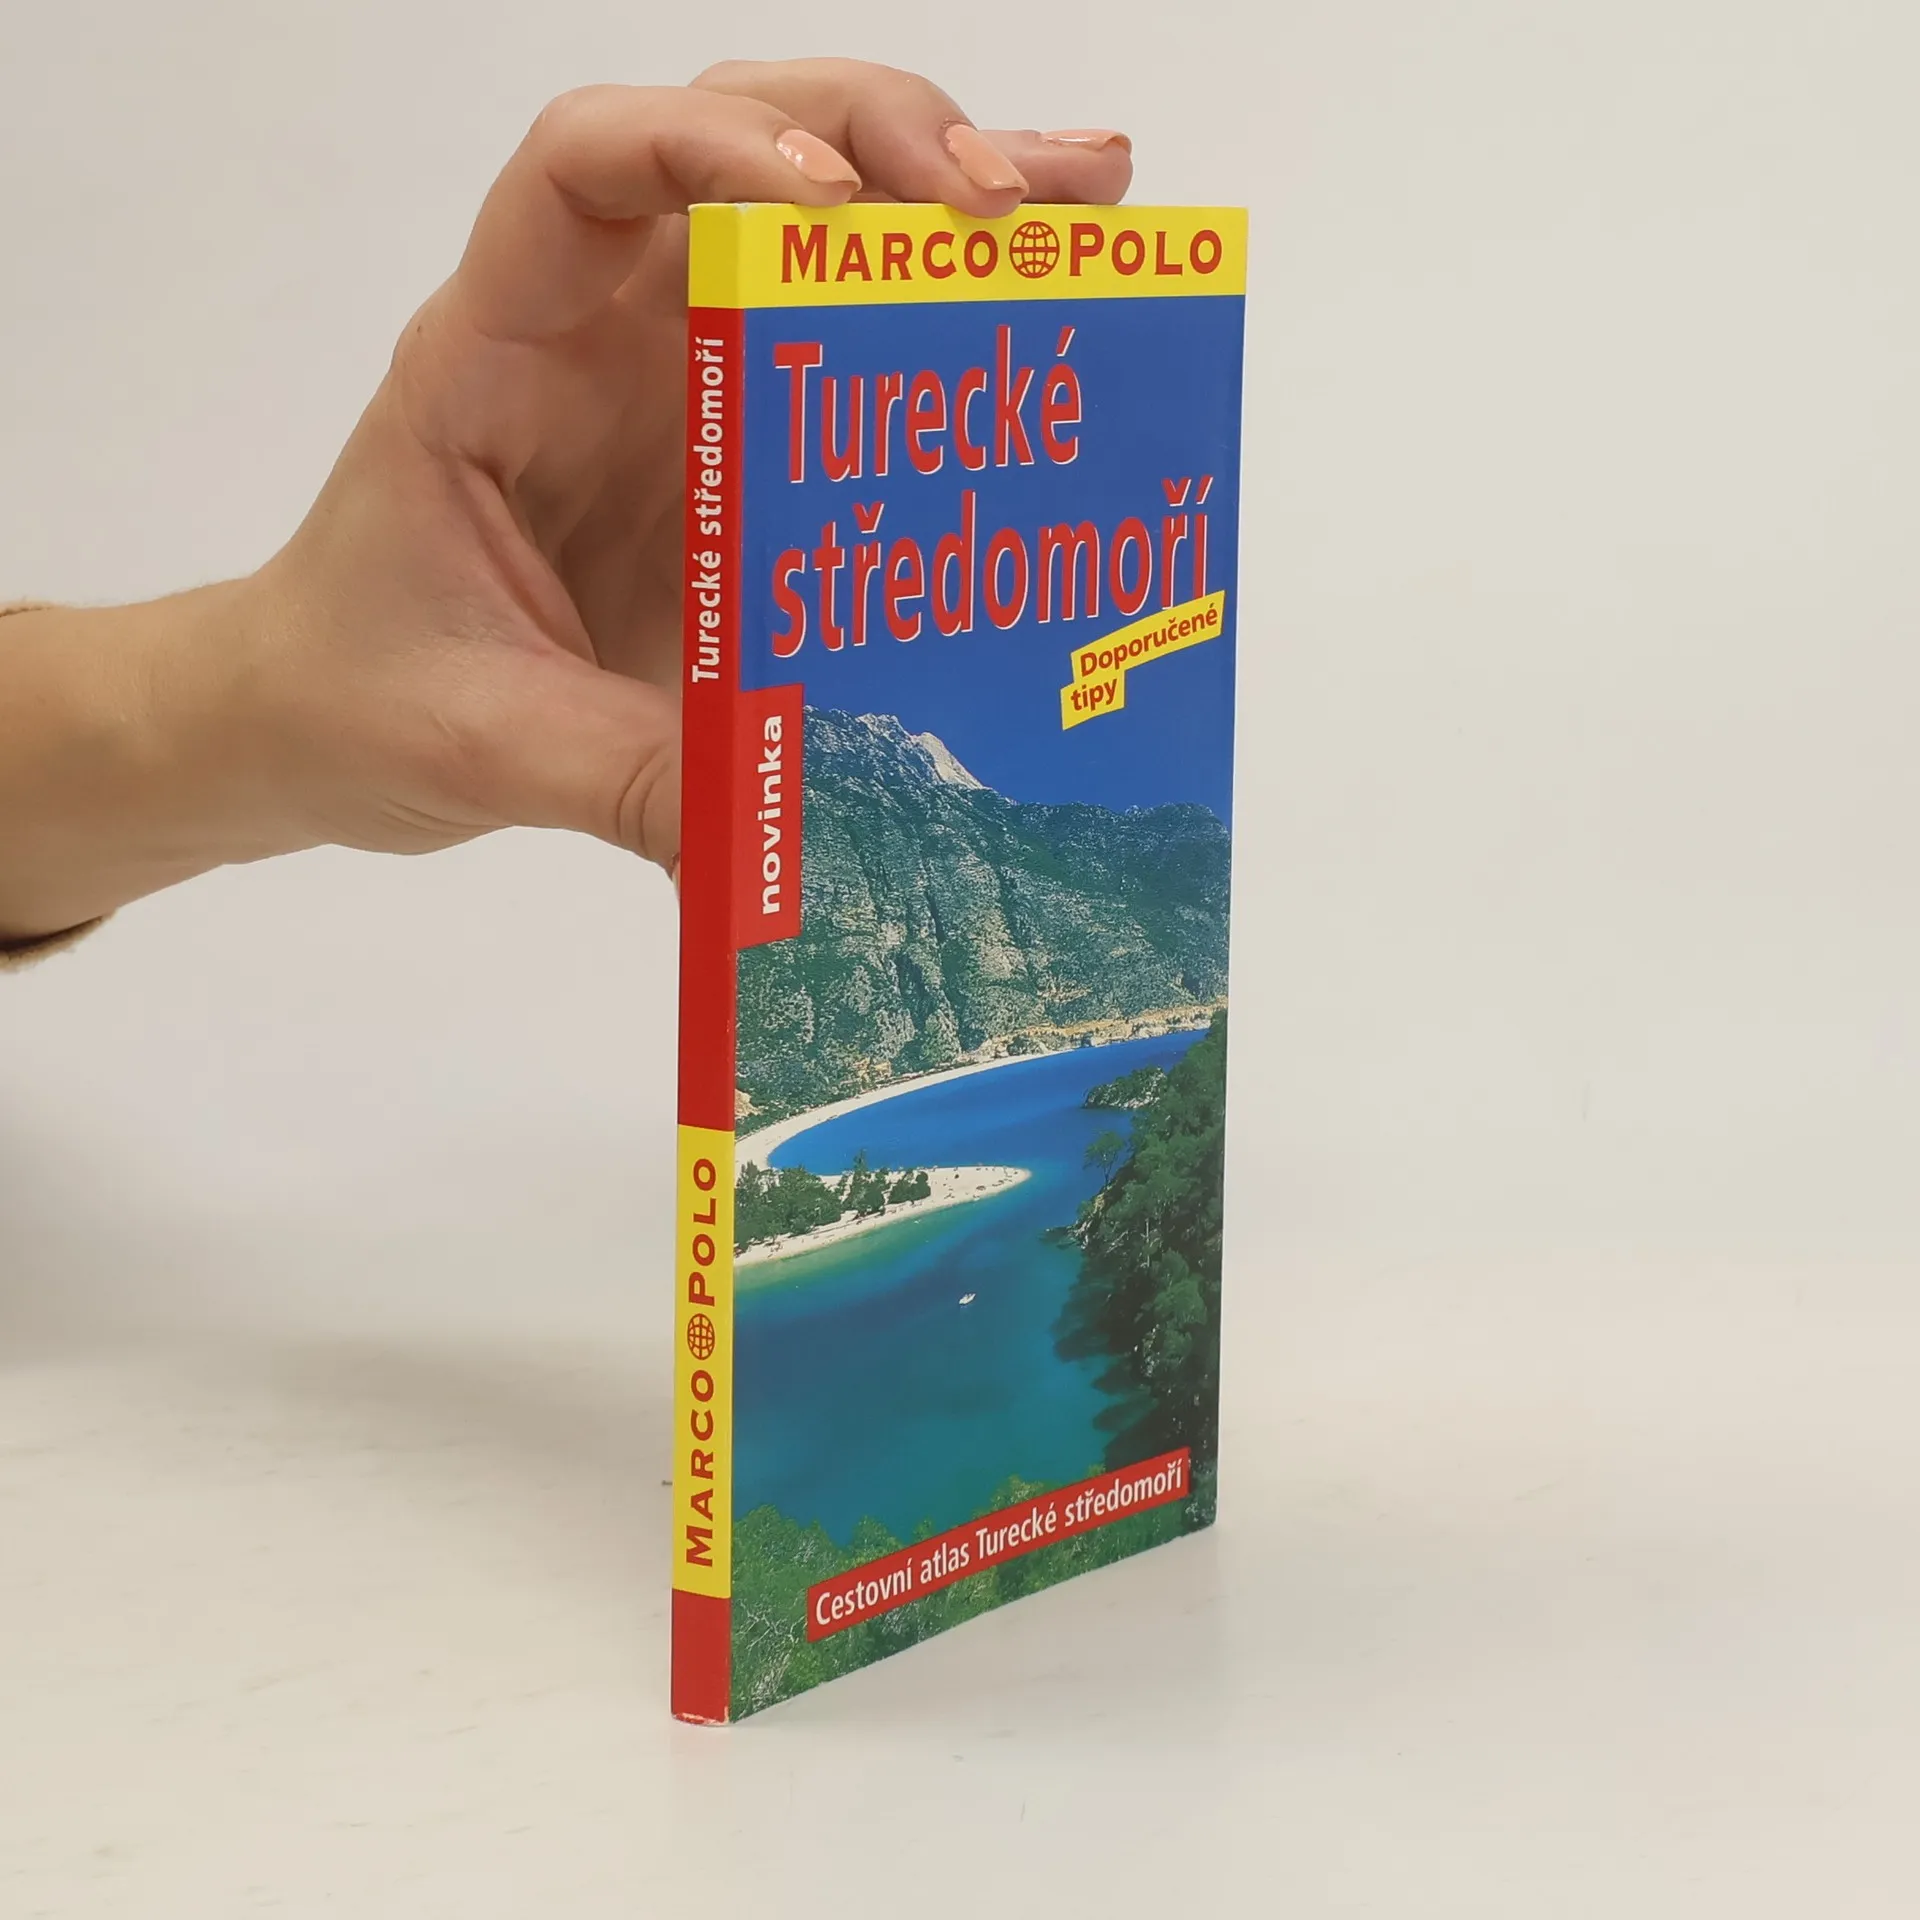 MARCO POLO
Turecké
středomoří
Doporučené
tipy
novinka
Cestovní atlas Turecké středomoří
Turecké středomoří
MARCO POLO